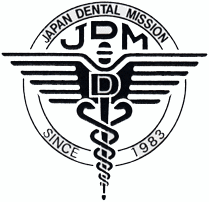 JAPAN DENTAL MISSION
JDM
D
SINCE 1983